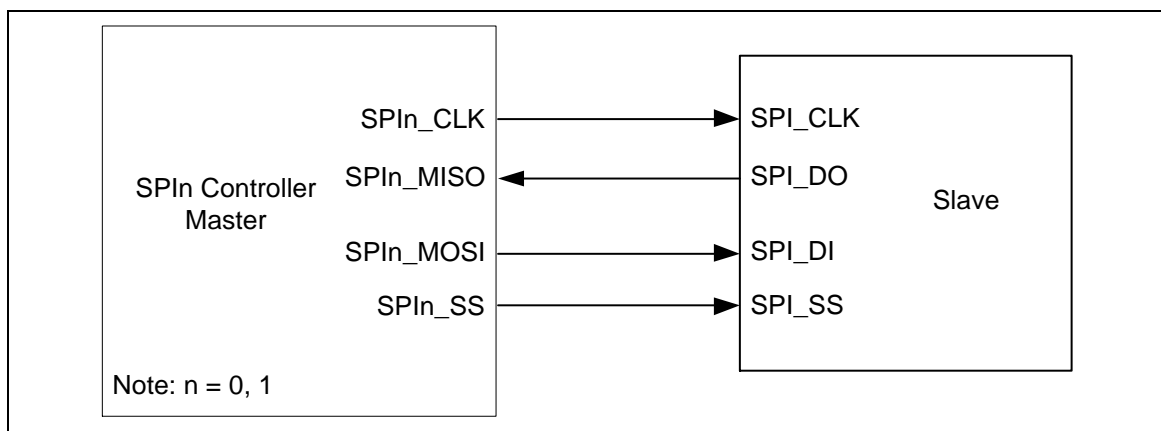 SPIn_CLK
SPI_CLK
SPIn_MISO
SPI_DO
SPIn Controller
Master
Slave
SPIn_MOSI
SPI_DI
SPIn_SS
SPI_SS
Note: n = 0, 1